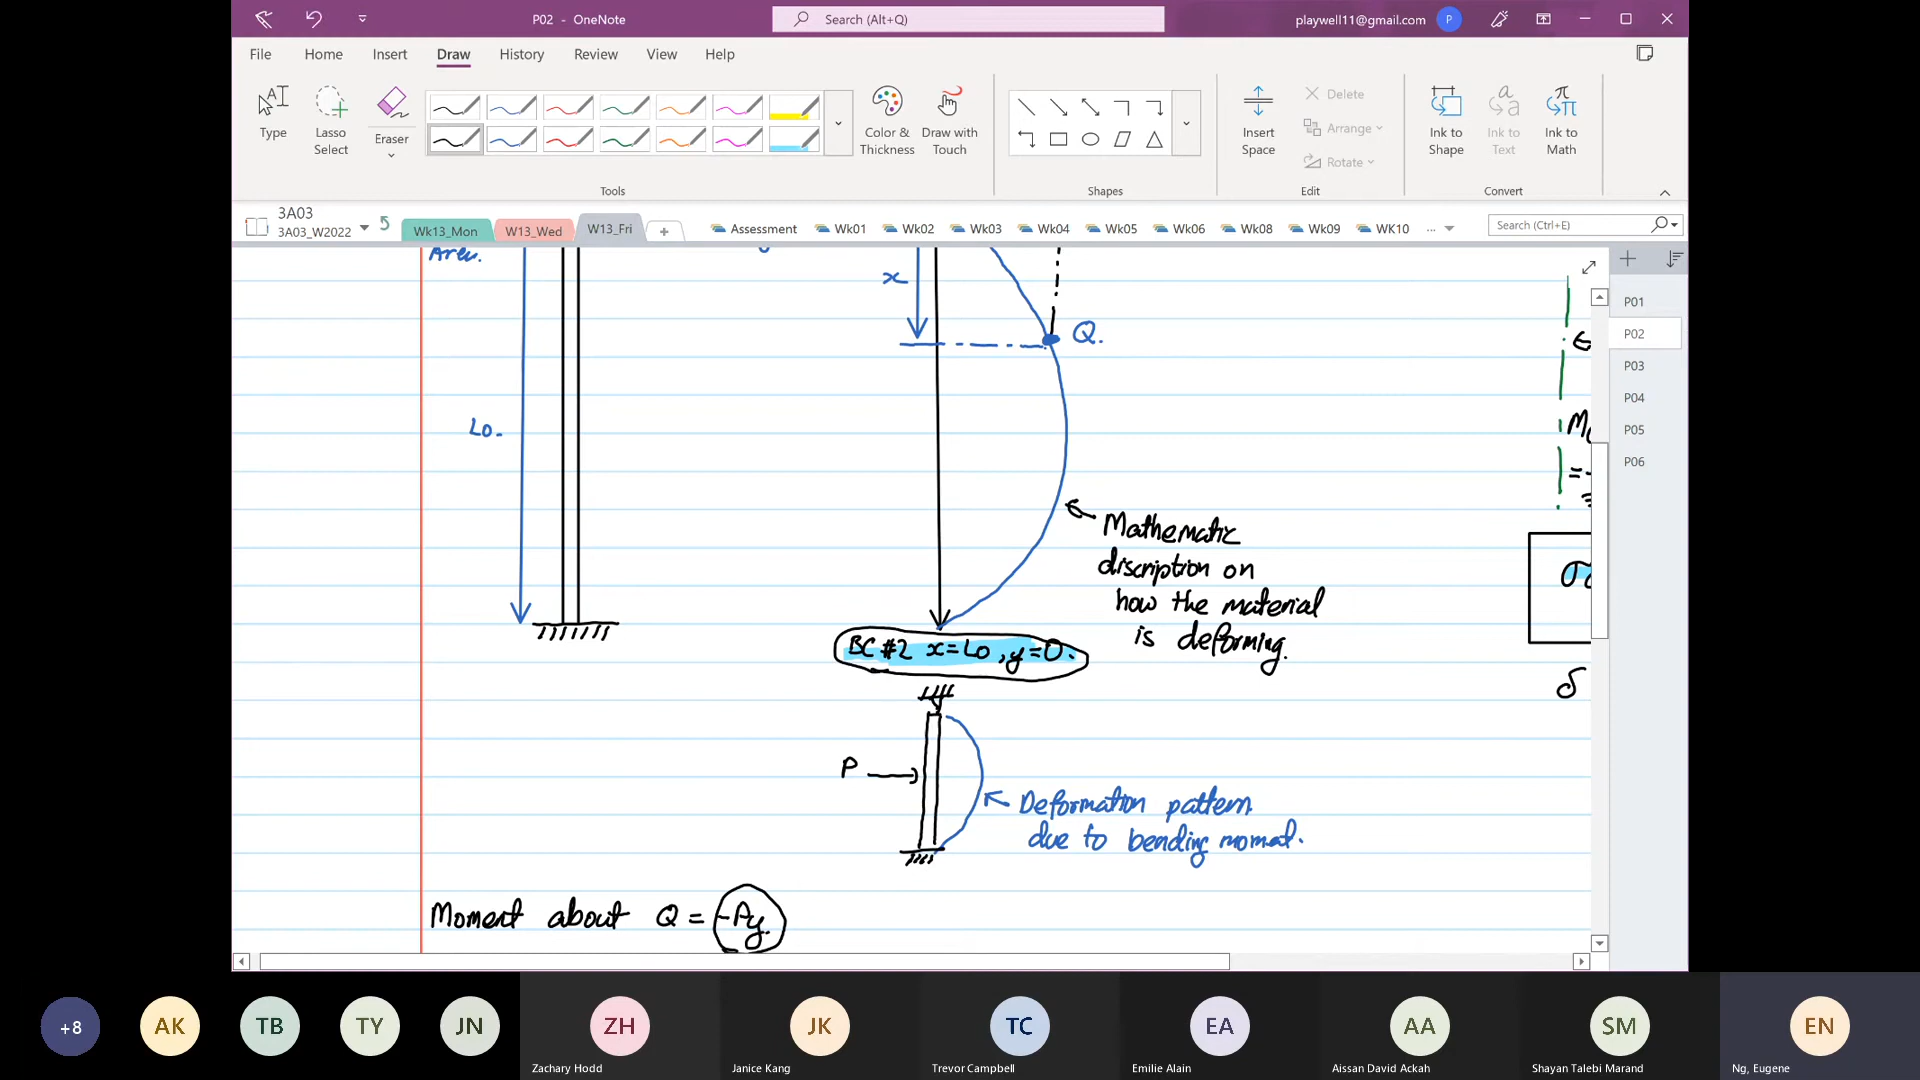 P02 - OneNote
Search (Alt+Q)
playwell11@gmail.com
P
File Home Insert Draw View History Review View Help
Type
Lasso Select
Eraser
Color & Thickness
Draw with Touch
Insert Space
Delete
Arrange
Rotate
Ink to Shape
Ink to Text
Ink to Math
Tools
Shapes
Edit
Convert
3A03
3A03_W2022
Wk13_Mon
W13_Wed
W13_Fri
Assessment
Wk01
Wk02
Wk03
Wk04
Wk05
Wk06
Wk08
Wk09
WK10
...
Search (Ctrl+E)
P01
P02
P03
P04
P05
P06
Area.
x
Q.
Lo.
Mathematic
discription on
how the material
is deforming.
BC #2 x=Lo, y=0.
P
Deformation pattern
due to bending moment.
Moment about Q = -Py.
δ
+8
AK
TB
TY
JN
ZH
Zachary Hodd
JK
Janice Kang
TC
Trevor Campbell
EA
Emilie Alain
AA
Aissan David Ackah
SM
Shayan Talebi Marand
EN
Ng, Eugene